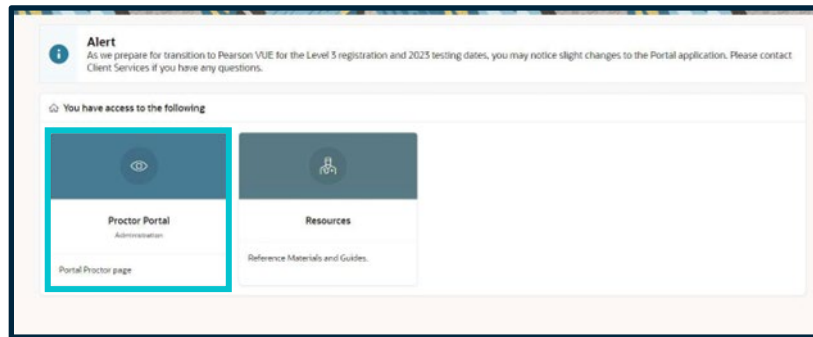 Alert
As we prepare for transition to Pearson VUE for the Level 3 registration and 2023 testing dates, you may notice slight changes to the Portal application. Please contact
Client Services if you have any questions.
You have access to the following
Proctor Portal
Administration
Portal Proctor page
Resources
Reference Materials and Guides.